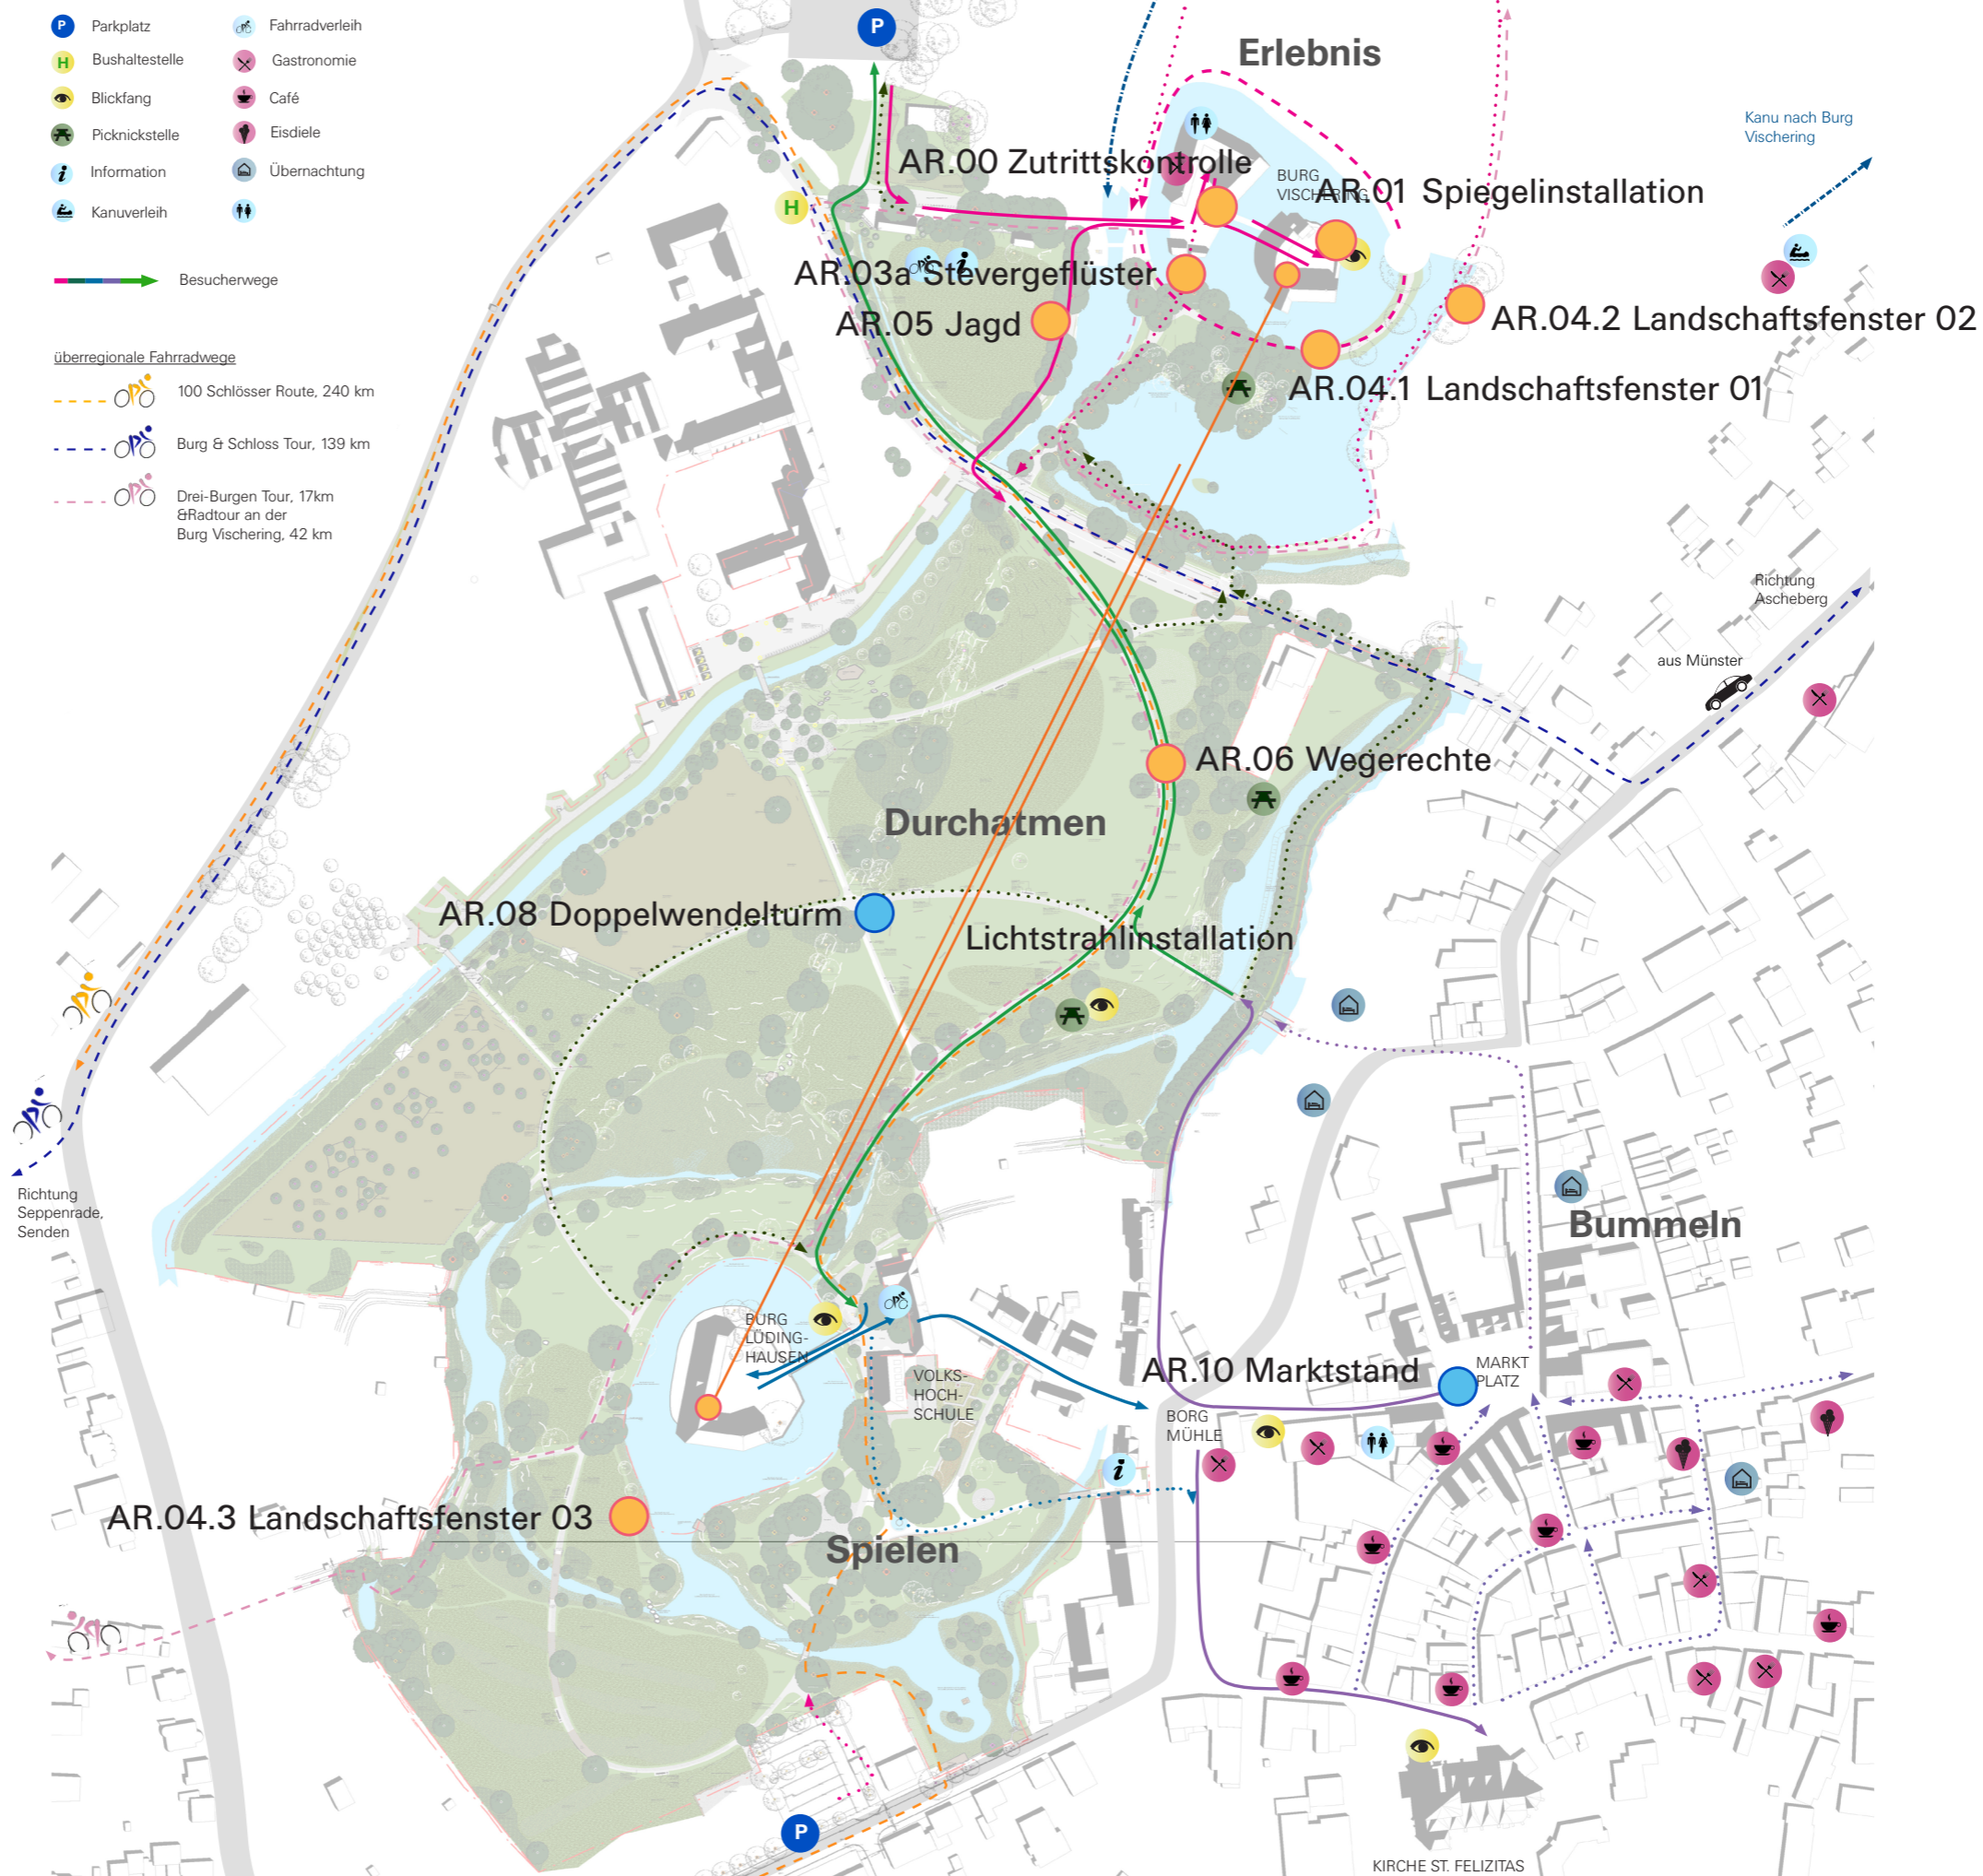 P Parkplatz
Fahrradverleih
H Bushaltestelle
Gastronomie
Blickfang
Café
Picknickstelle
Eisdiele
i Information
Übernachtung
Kanuverleih
Besucherwege
überregionale Fahrradwege
100 Schlösser Route, 240 km
Burg & Schloss Tour, 139 km
Drei-Burgen Tour, 17km
&Radtour an der
Burg Vischering, 42 km
P
Erlebnis
Kanu nach Burg
Vischering
AR.00 Zutrittskontrolle
BURG
VISCHERING
AR.01 Spiegelinstallation
H
i
AR.03a Stevergeflüster
AR.05 Jagd
AR.04.2 Landschaftsfenster 02
AR.04.1 Landschaftsfenster 01
Richtung
Ascheberg
aus Münster
AR.06 Wegerechte
Durchatmen
AR.08 Doppelwendelturm
Lichtstrahlinstallation
Richtung
Seppenrade,
Senden
Bummeln
BURG
LÜDING-
HAUSEN
VOLKS-
HOCH-
SCHULE
AR.10 Marktstand
MARKT
PLATZ
BORG
MÜHLE
i
AR.04.3 Landschaftsfenster 03
Spielen
P
KIRCHE ST. FELIZITAS